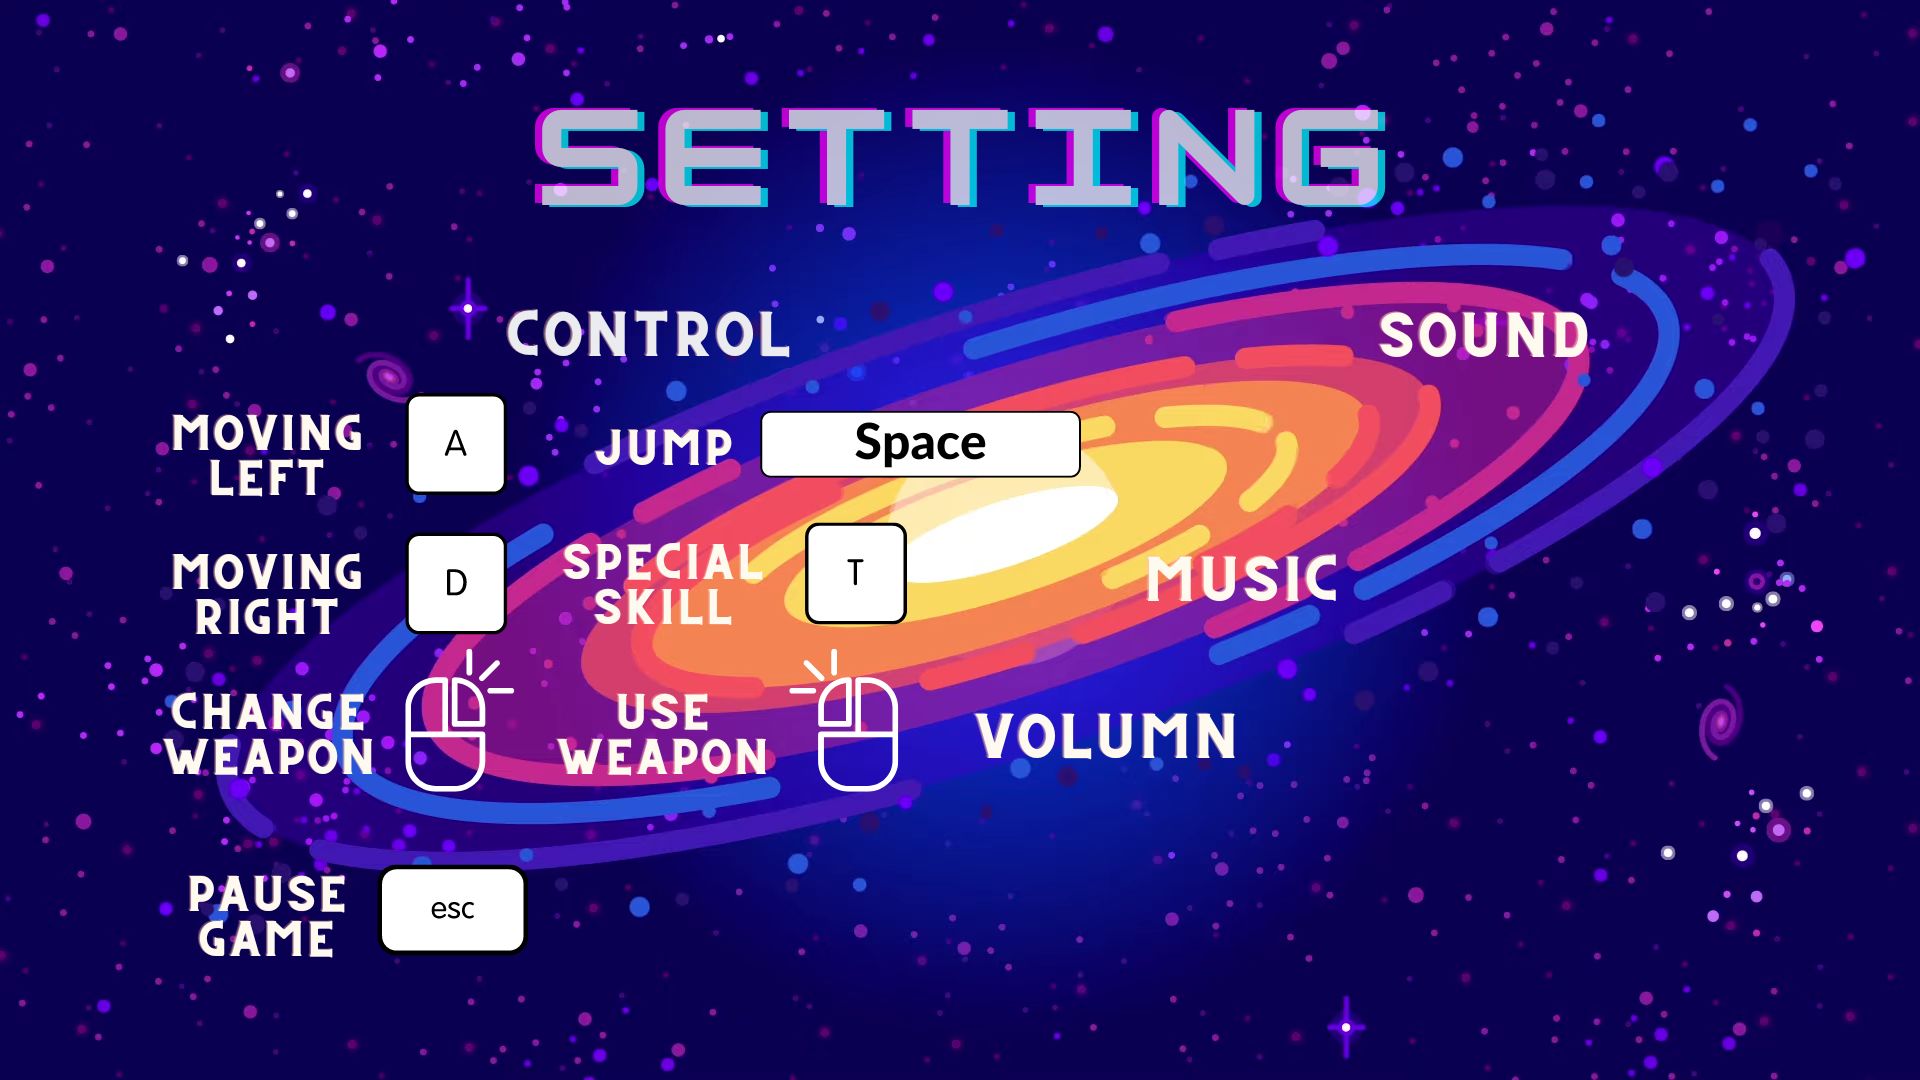 SETTING
CONTROL
SOUND
MOVING
LEFT
A
JUMP
Space
MOVING
RIGHT
D
SPECIAL
SKILL
T
MUSIC
CHANGE
WEAPON
USE
WEAPON
VOLUMN
PAUSE
GAME
esc